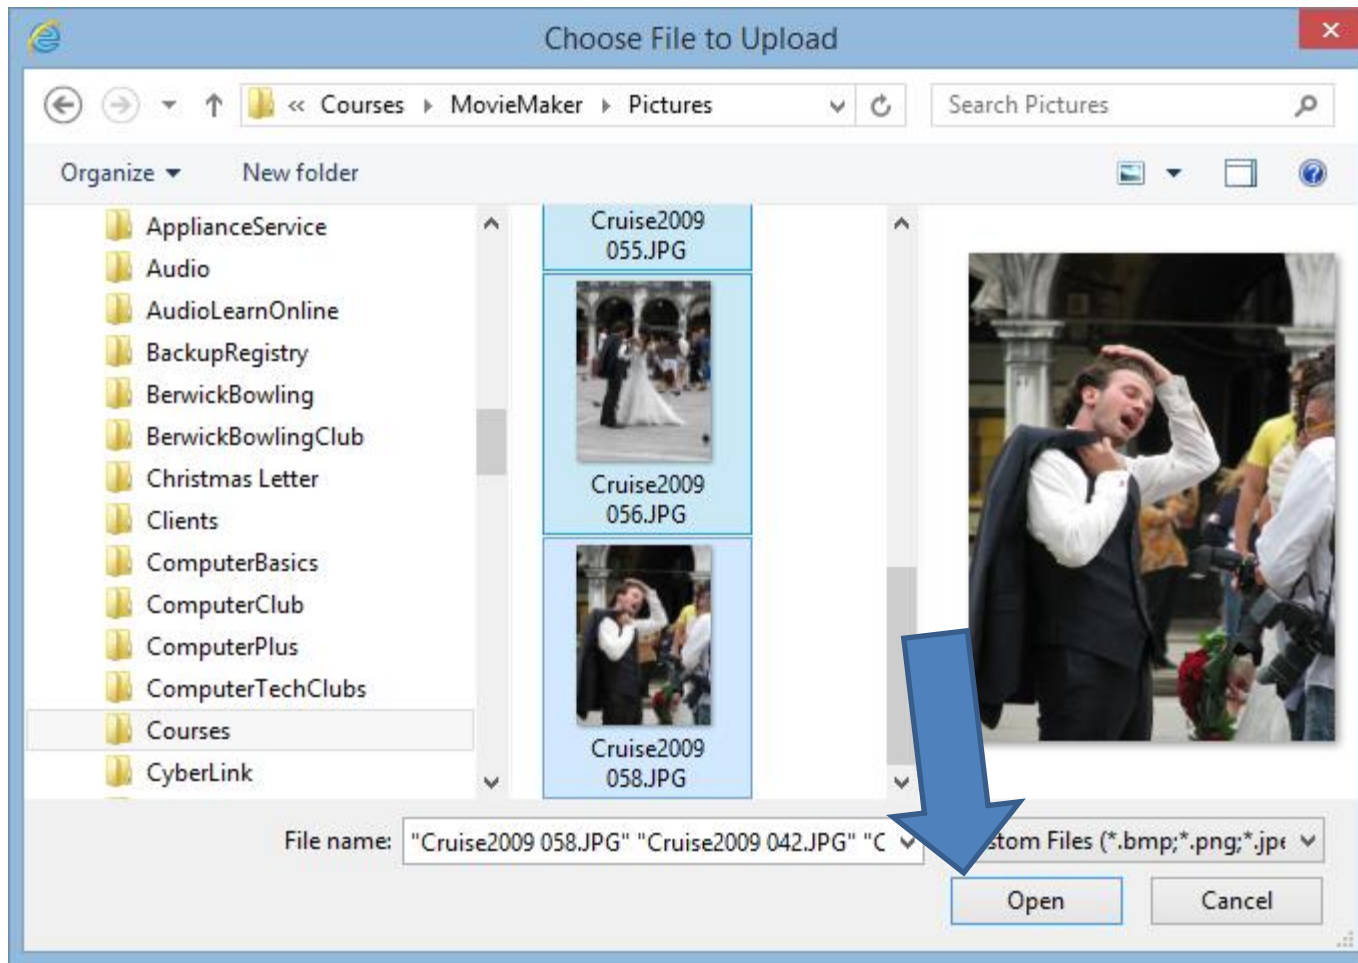 Choose File to Upload
« Courses MovieMaker Pictures
Search Pictures
Organize
New folder
ApplianceService
Audio
AudioLearnOnline
BackupRegistry
BerwickBowling
BerwickBowlingClub
Christmas Letter
Clients
ComputerBasics
ComputerClub
ComputerPlus
ComputerTechClubs
Courses
CyberLink
Cruise2009
055.JPG
Cruise2009
056.JPG
Cruise2009
058.JPG
File name:
"Cruise2009 058.JPG" "Cruise2009 042.JPG" "C
Files (*.bmp;*.png;*.jpe
Open
Cancel